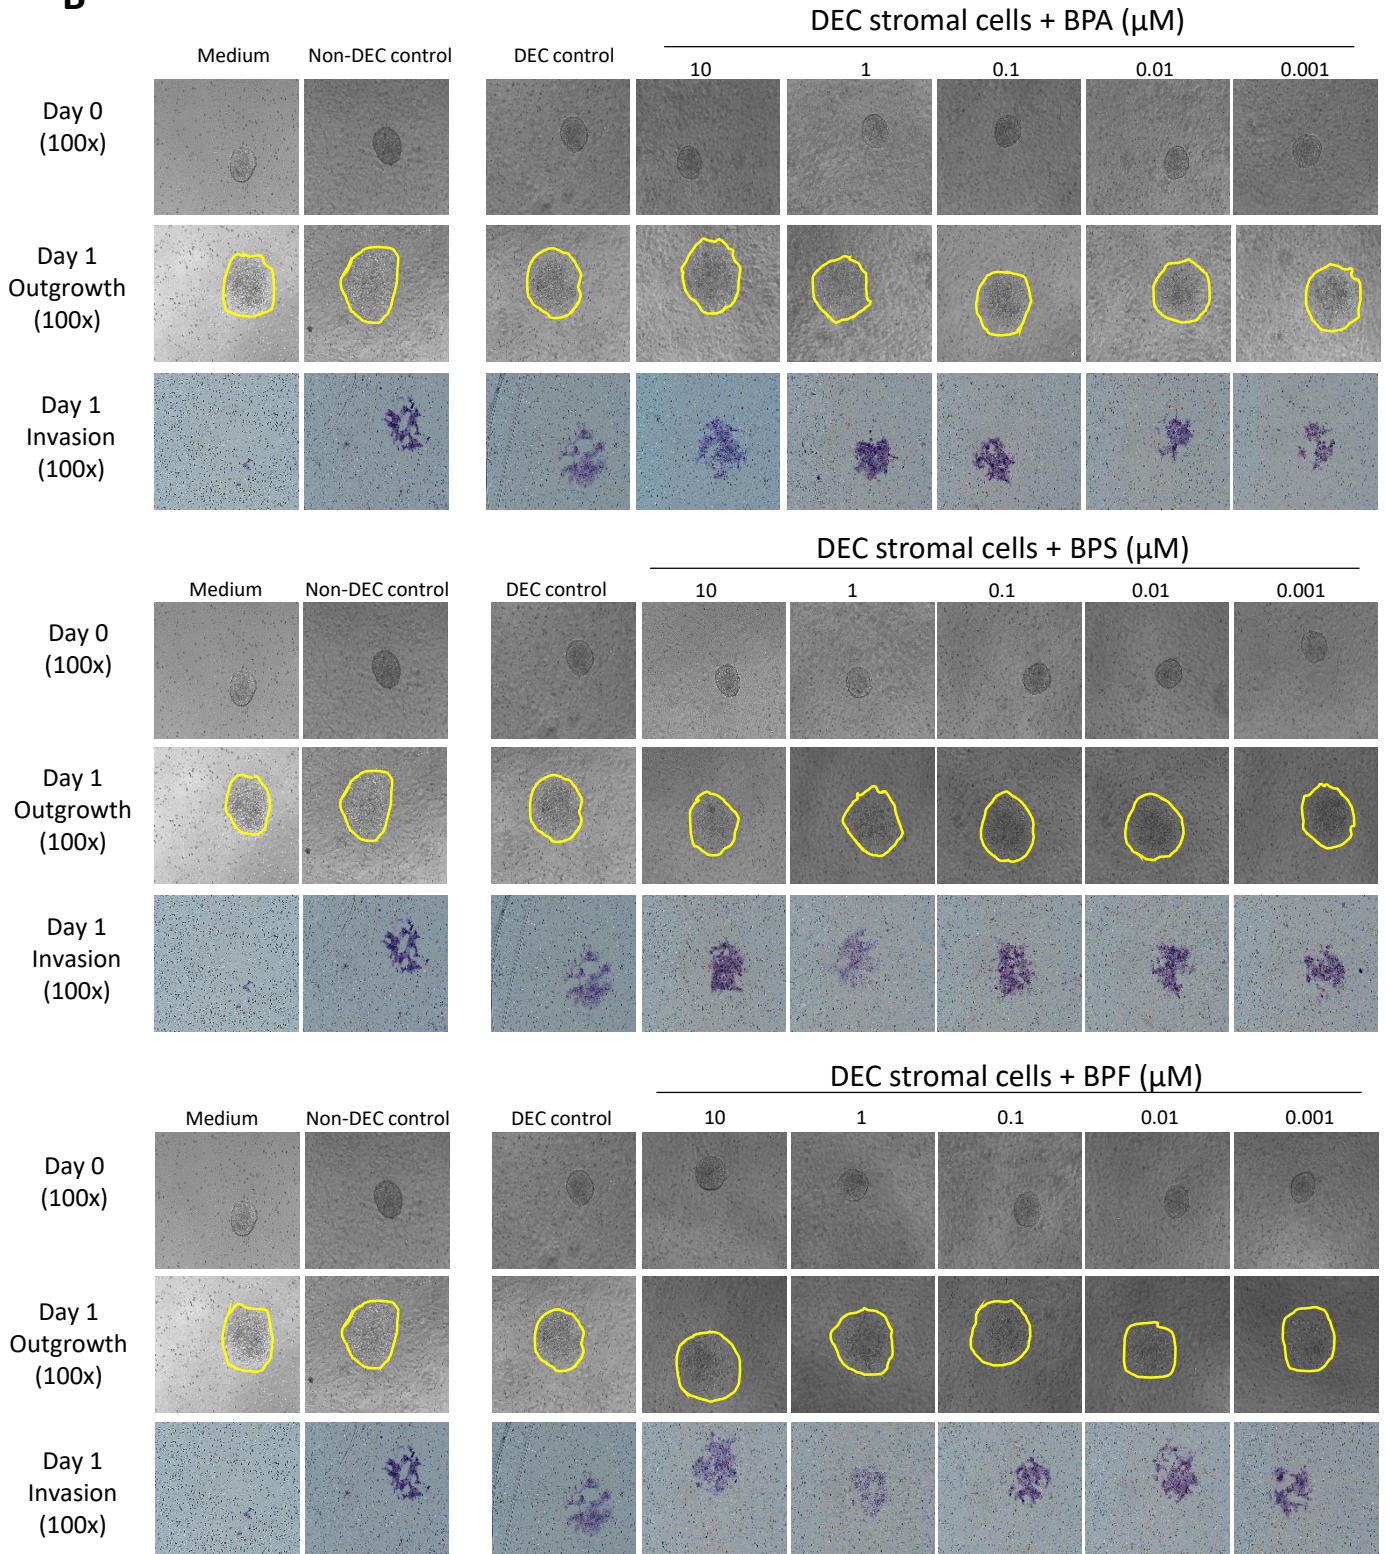 B
DEC stromal cells + BPA (µM)
Medium Non-DEC control DEC control 10 1 0.1 0.01 0.001
Day 0
(100x)
Day 1
Outgrowth
(100x)
Day 1
Invasion
(100x)
DEC stromal cells + BPS (µM)
Medium Non-DEC control DEC control 10 1 0.1 0.01 0.001
Day 0
(100x)
Day 1
Outgrowth
(100x)
Day 1
Invasion
(100x)
DEC stromal cells + BPF (µM)
Medium Non-DEC control DEC control 10 1 0.1 0.01 0.001
Day 0
(100x)
Day 1
Outgrowth
(100x)
Day 1
Invasion
(100x)